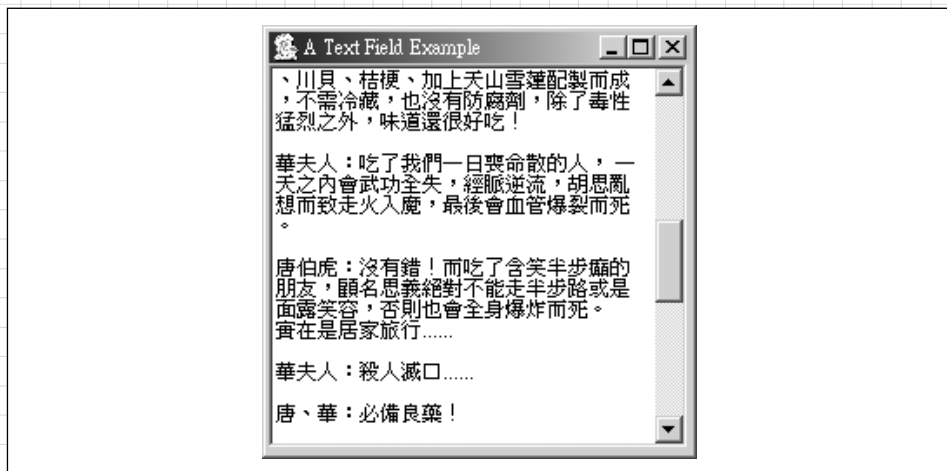 A Text Field Example
、川貝、桔梗、加上天山雪蓮配製而成
,不需冷藏,也沒有防腐劑,除了毒性
猛烈之外,味道還很好吃!
華夫人:吃了我們一日喪命散的人, 一
天之內會武功全失,經脈逆流,胡思亂
想而致走火入魔,最後會血管爆裂而死
。
唐伯虎:沒有錯!而吃了含笑半步癲的
朋友,顧名思義絕對不能走半步路或是
面露笑容,否則也會全身爆炸而死。
實在是居家旅行......
華夫人:殺人滅口......
唐、華:必備良藥!